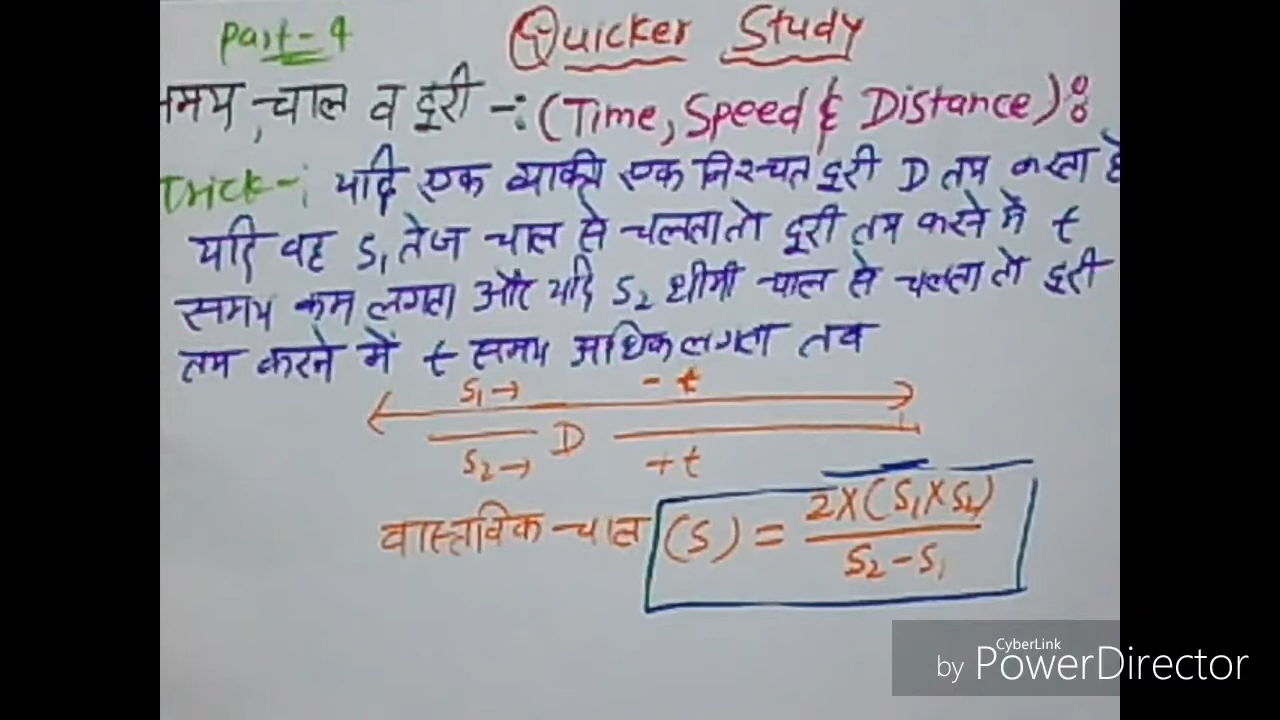 Part-4 Quicker Study
समय, चाल व दूरी -: (Time, Speed & Distance) :
Trick-: यदि एक व्यक्ति एक निश्चत दूरी D तय करता है
यदि वह S₁ तेज चाल से चलता तो दूरी तय करने में t
समय कम लगता और यदि S₂ धीमी चाल से चलता तो दूरी
तय करने में t समय अधिक लगता तब
S₁→ - t
D
S₂→ + t
वास्तविक चाल (S) = 2×(S₁×S₂) / S₂-S₁
CyberLink
by PowerDirector